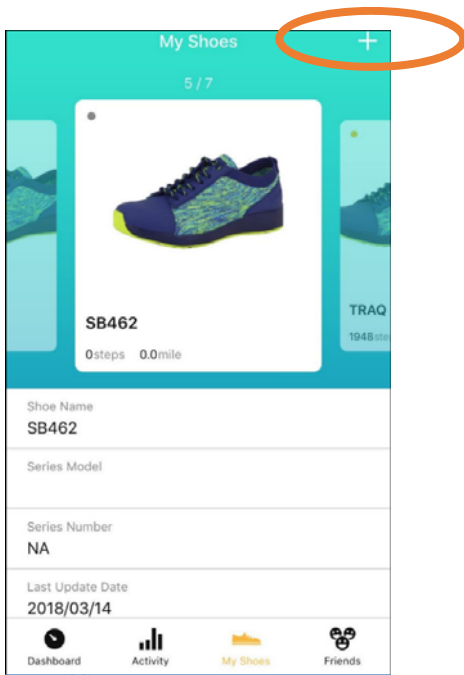 My Shoes
5 / 7
SB462
0steps 0.0mile
TRAQ
1948ste
Shoe Name
SB462
Series Model
Series Number
NA
Last Update Date
2018/03/14
Dashboard Activity My Shoes Friends